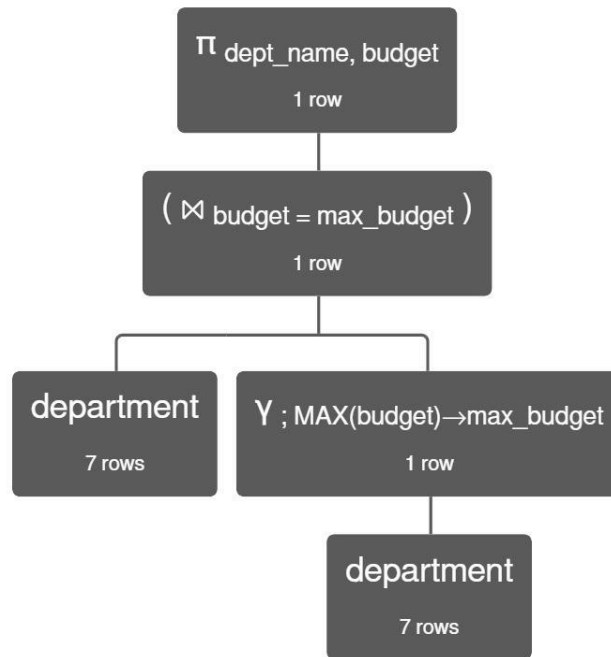 π dept_name, budget
1 row
( ⋈ budget = max_budget )
1 row
department
7 rows
γ ; MAX(budget)→max_budget
1 row
department
7 rows